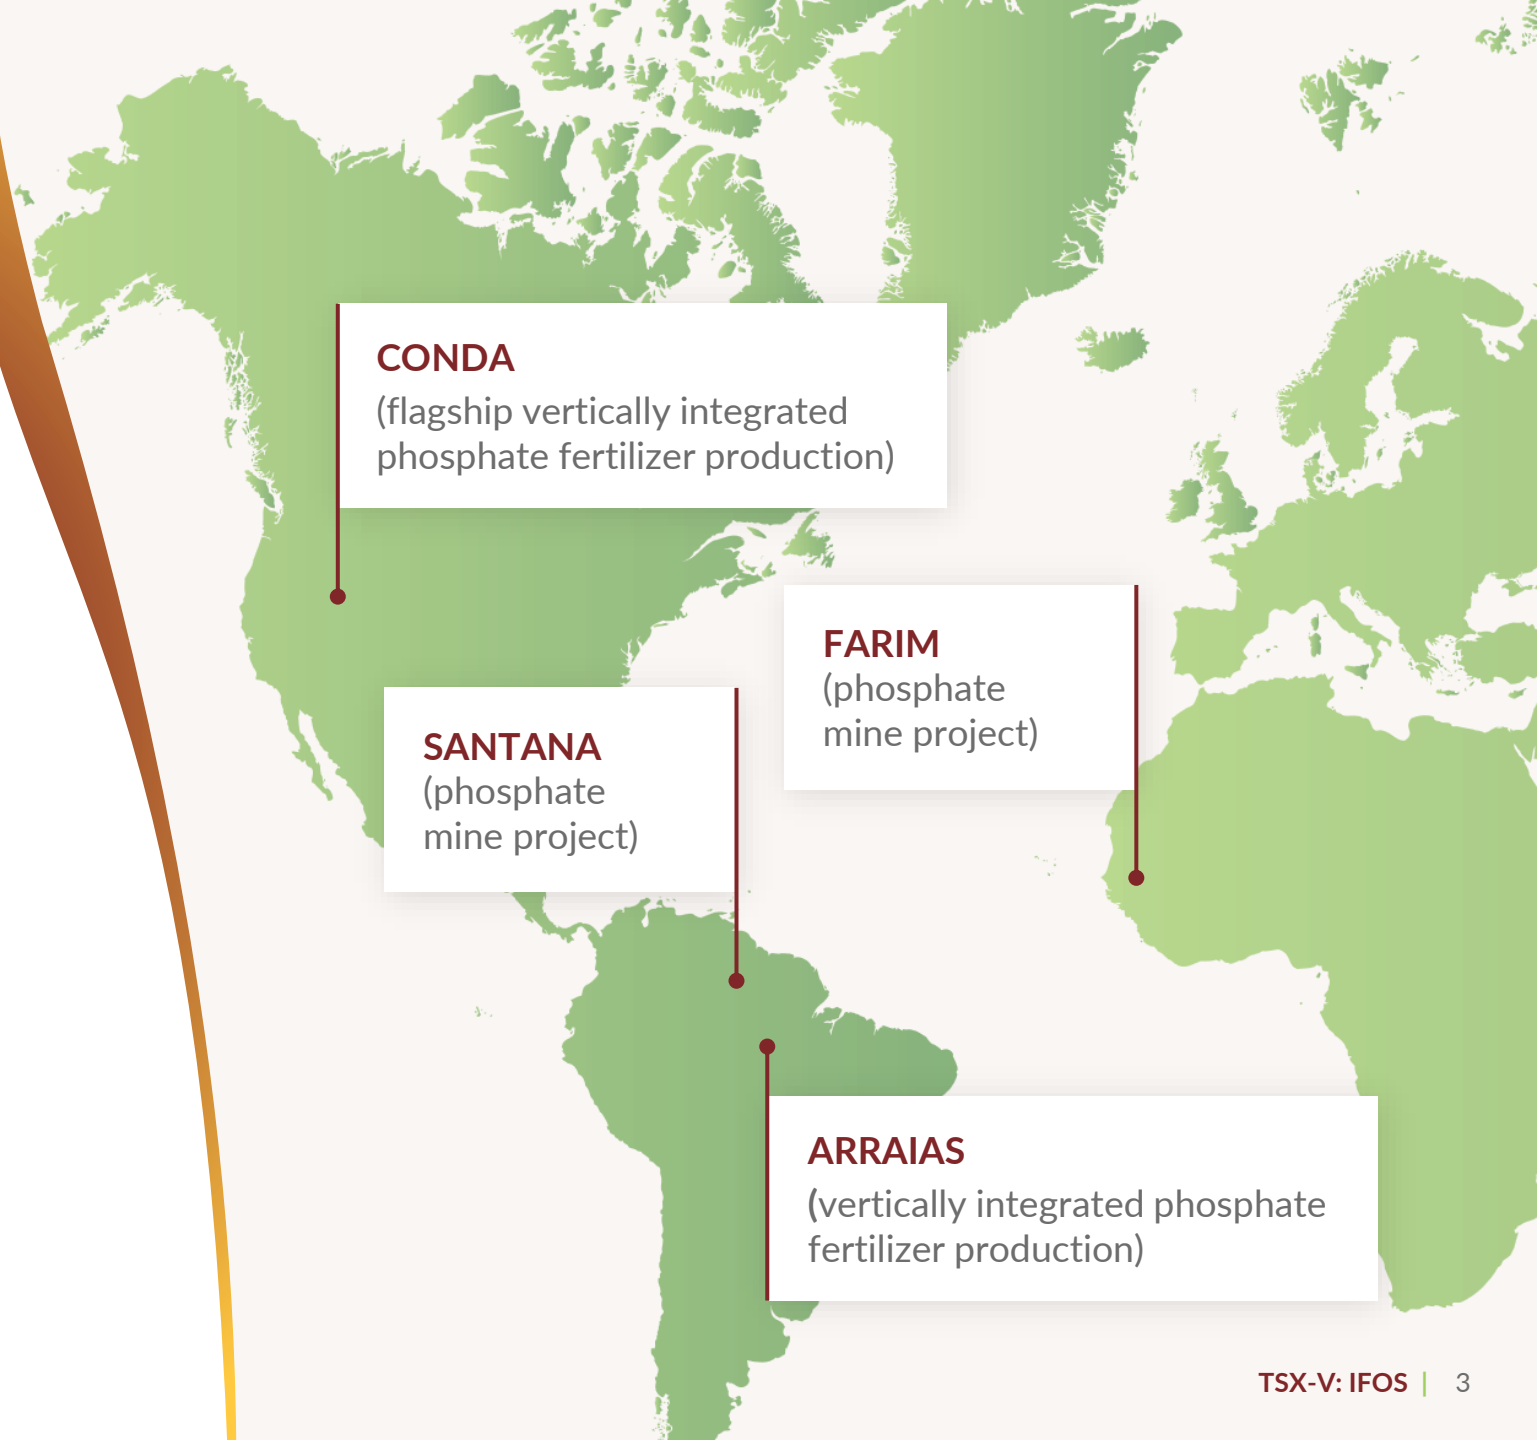 CONDA
(flagship vertically integrated
phosphate fertilizer production)
FARIM
(phosphate
mine project)
SANTANA
(phosphate
mine project)
ARRAIAS
(vertically integrated phosphate
fertilizer production)
TSX-V: IFOS | 3